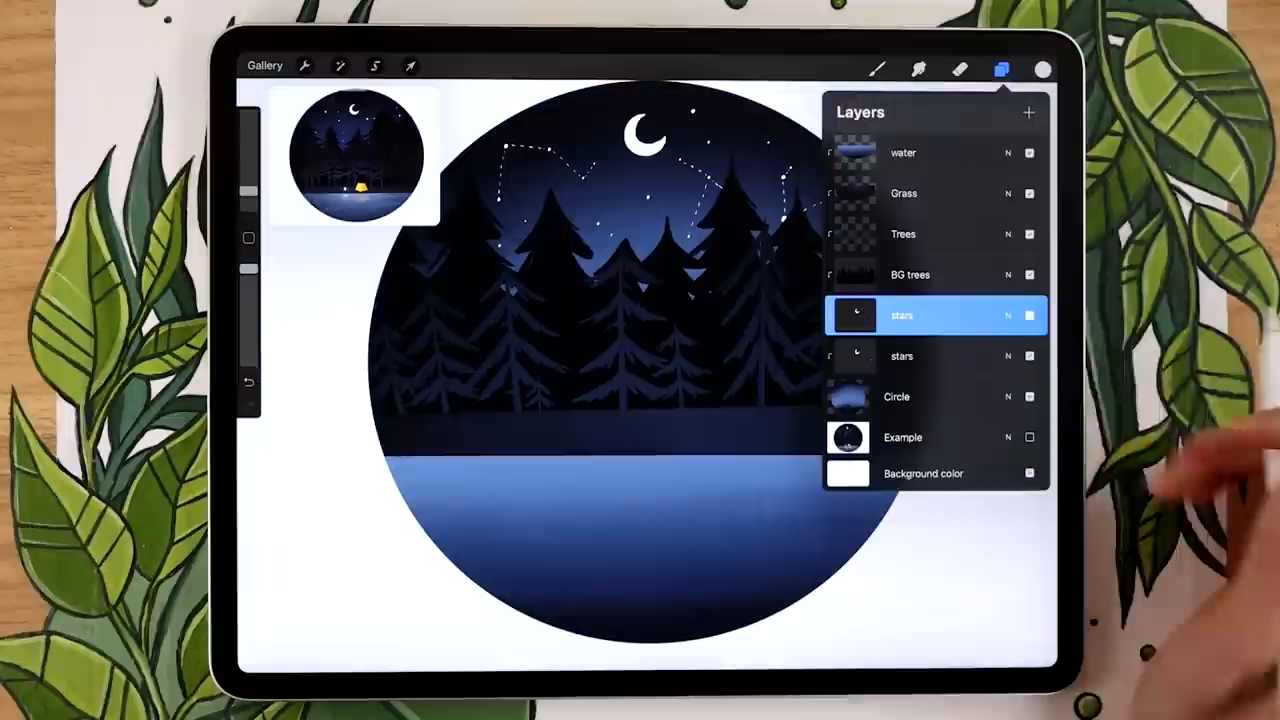 Gallery
Layers
water N
Grass N
Trees N
BG trees N
stars N
stars N
Circle N
Example N
Background color